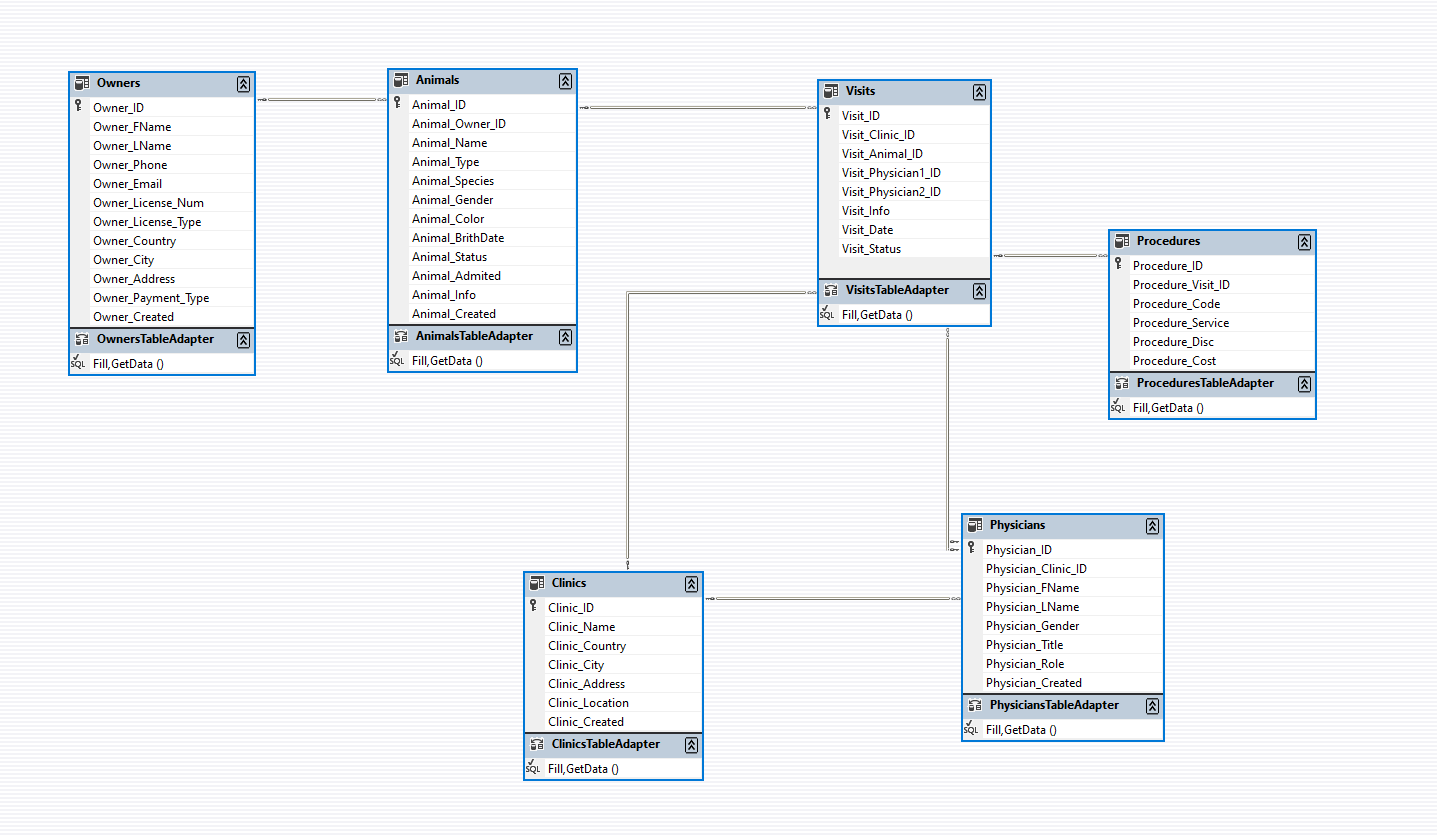 Owners
Owner_ID
Owner_FName
Owner_LName
Owner_Phone
Owner_Email
Owner_License_Num
Owner_License_Type
Owner_Country
Owner_City
Owner_Address
Owner_Payment_Type
Owner_Created
OwnersTableAdapter
SQL Fill,GetData ()
Animals
Animal_ID
Animal_Owner_ID
Animal_Name
Animal_Type
Animal_Species
Animal_Gender
Animal_Color
Animal_BrithDate
Animal_Status
Animal_Admited
Animal_Info
Animal_Created
AnimalsTableAdapter
SQL Fill,GetData ()
Visits
Visit_ID
Visit_Clinic_ID
Visit_Animal_ID
Visit_Physician1_ID
Visit_Physician2_ID
Visit_Info
Visit_Date
Visit_Status
VisitsTableAdapter
SQL Fill,GetData ()
Procedures
Procedure_ID
Procedure_Visit_ID
Procedure_Code
Procedure_Service
Procedure_Disc
Procedure_Cost
ProceduresTableAdapter
SQL Fill,GetData ()
Clinics
Clinic_ID
Clinic_Name
Clinic_Country
Clinic_City
Clinic_Address
Clinic_Location
Clinic_Created
ClinicsTableAdapter
SQL Fill,GetData ()
Physicians
Physician_ID
Physician_Clinic_ID
Physician_FName
Physician_LName
Physician_Gender
Physician_Title
Physician_Role
Physician_Created
PhysiciansTableAdapter
SQL Fill,GetData ()